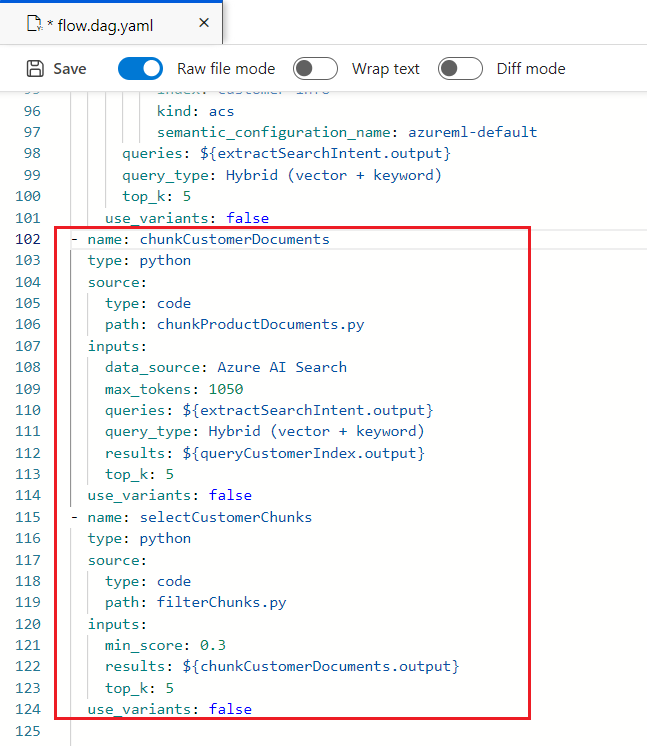 * flow.dag.yaml
Save Raw file mode Wrap text Diff mode
95 index: customer-info
96 kind: acs
97 semantic_configuration_name: azureml-default
98 queries: ${extractSearchIntent.output}
99 query_type: Hybrid (vector + keyword)
100 top_k: 5
101 use_variants: false
102 - name: chunkCustomerDocuments
103 type: python
104 source:
105 type: code
106 path: chunkProductDocuments.py
107 inputs:
108 data_source: Azure AI Search
109 max_tokens: 1050
110 queries: ${extractSearchIntent.output}
111 query_type: Hybrid (vector + keyword)
112 results: ${queryCustomerIndex.output}
113 top_k: 5
114 use_variants: false
115 - name: selectCustomerChunks
116 type: python
117 source:
118 type: code
119 path: filterChunks.py
120 inputs:
121 min_score: 0.3
122 results: ${chunkCustomerDocuments.output}
123 top_k: 5
124 use_variants: false
125